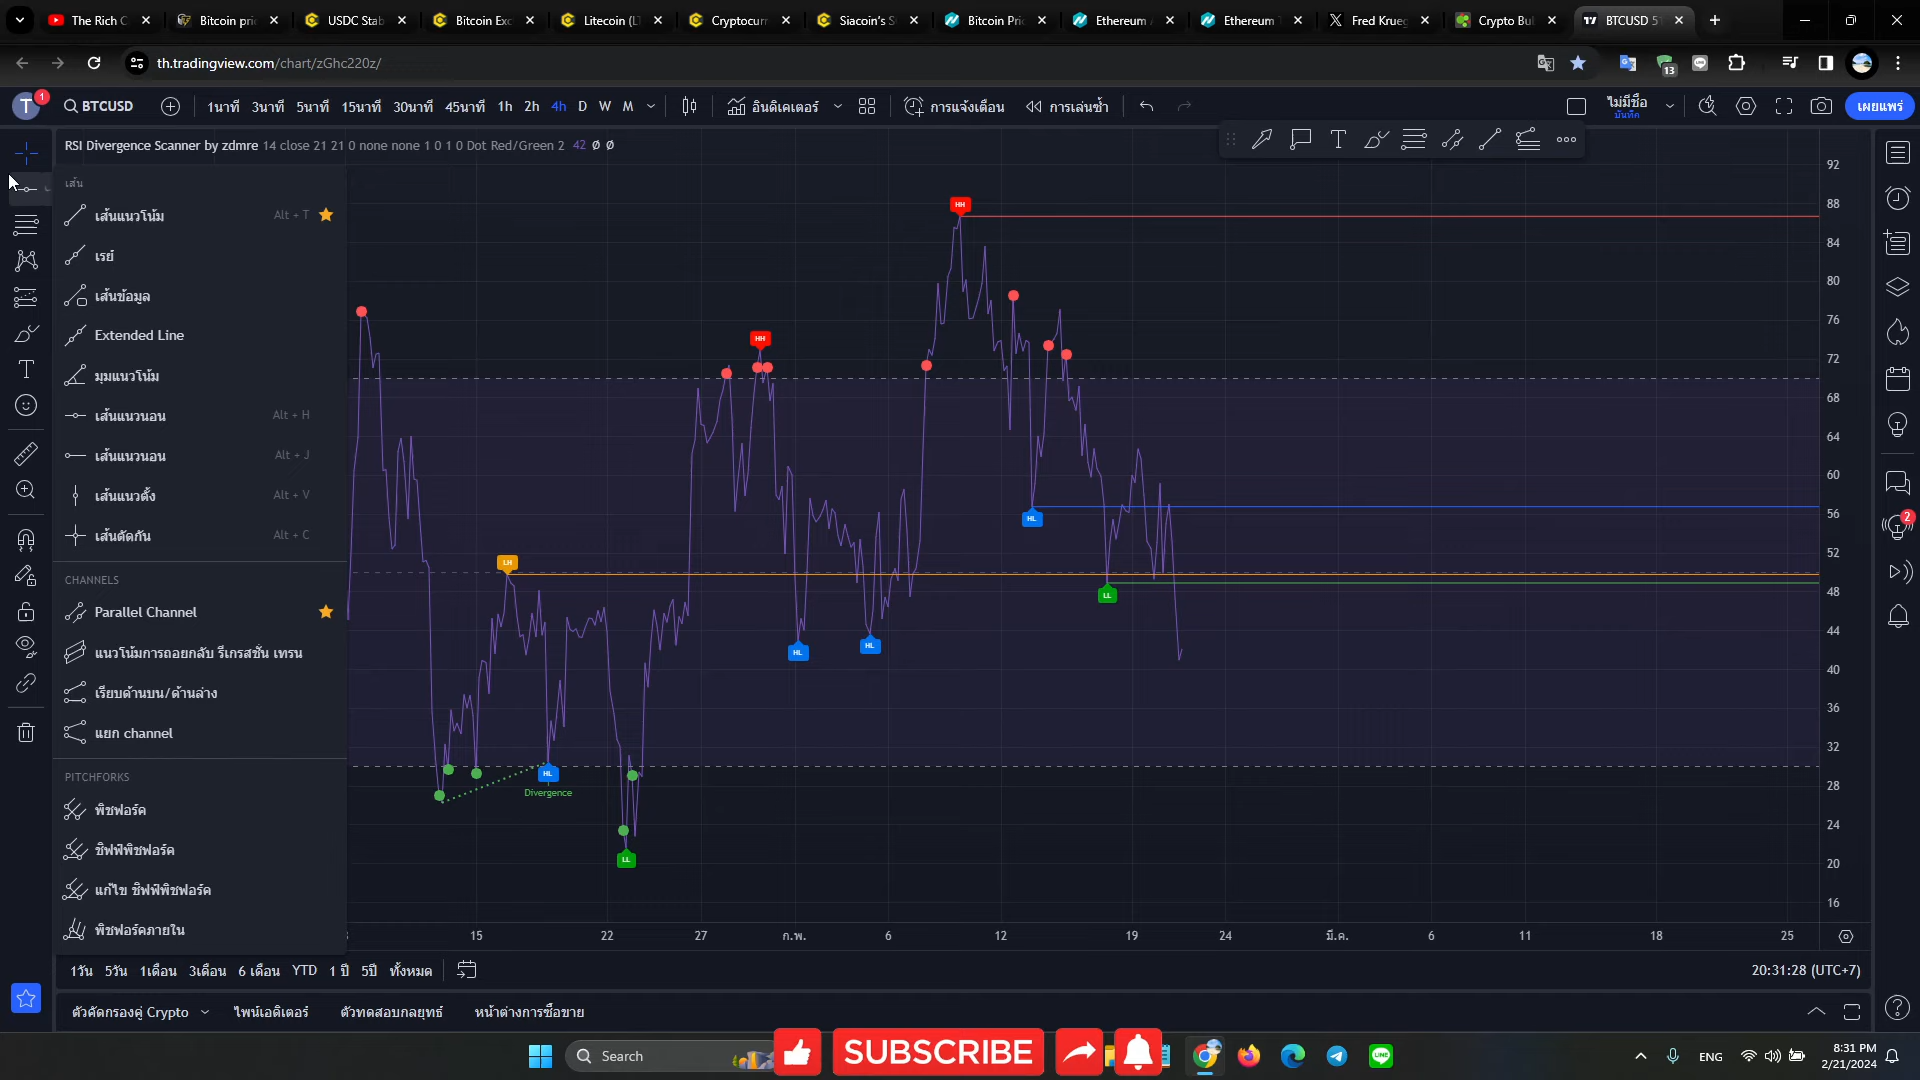 The Rich C
Bitcoin pri
USDC Stab
Bitcoin Exc
Litecoin (L
Cryptocurr
Siacoin's S
Bitcoin Pric
Ethereum
Ethereum
Fred Krueg
Crypto Bul
BTCUSD 51
th.tradingview.com/chart/zGhc220z/
13
T
1
BTCUSD
1นาที 3นาที 5นาที 15นาที 30นาที 45นาที 1h 2h 4h D W M
อินดิเคเตอร์
การแจ้งเตือน
การเล่นซ้ำ
ไม่มีชื่อ
บันทึก
เผยแพร่
RSI Divergence Scanner by zdmre 14 close 21 21 0 none none 1 0 1 0 Dot Red/Green 2 42 Ø Ø
เส้น
เส้นแนวโน้ม Alt + T
เรย์
เส้นข้อมูล
Extended Line
มุมแนวโน้ม
เส้นแนวนอน Alt + H
เส้นแนวนอน Alt + J
เส้นแนวตั้ง Alt + V
เส้นตัดกัน Alt + C
CHANNELS
Parallel Channel
แนวโน้มการถอยกลับ รีเกรสชั่น เทรน
เรียบด้านบน/ด้านล่าง
แยก channel
PITCHFORKS
พิชฟอร์ค
ชิฟฟ์พิชฟอร์ค
แก้ไข ชิฟฟ์พิชฟอร์ค
พิชฟอร์คภายใน
HH
HH
LH
HL
LL
HL
HL
HL
Divergence
LL
92
88
84
80
76
72
68
64
60
56
52
48
44
40
36
32
28
24
20
16
2
15 22 27 ก.พ. 6 12 19 24 มี.ค. 6 11 18 25
1วัน 5วัน 1เดือน 3เดือน 6 เดือน YTD 1 ปี 5ปี ทั้งหมด
20:31:28 (UTC+7)
ตัวคัดกรองคู่ Crypto
ไพน์เอดิเตอร์
ตัวทดสอบกลยุทธ์
หน้าต่างการซื้อขาย
Search
SUBSCRIBE
LINE
ENG
8:31 PM
2/21/2024